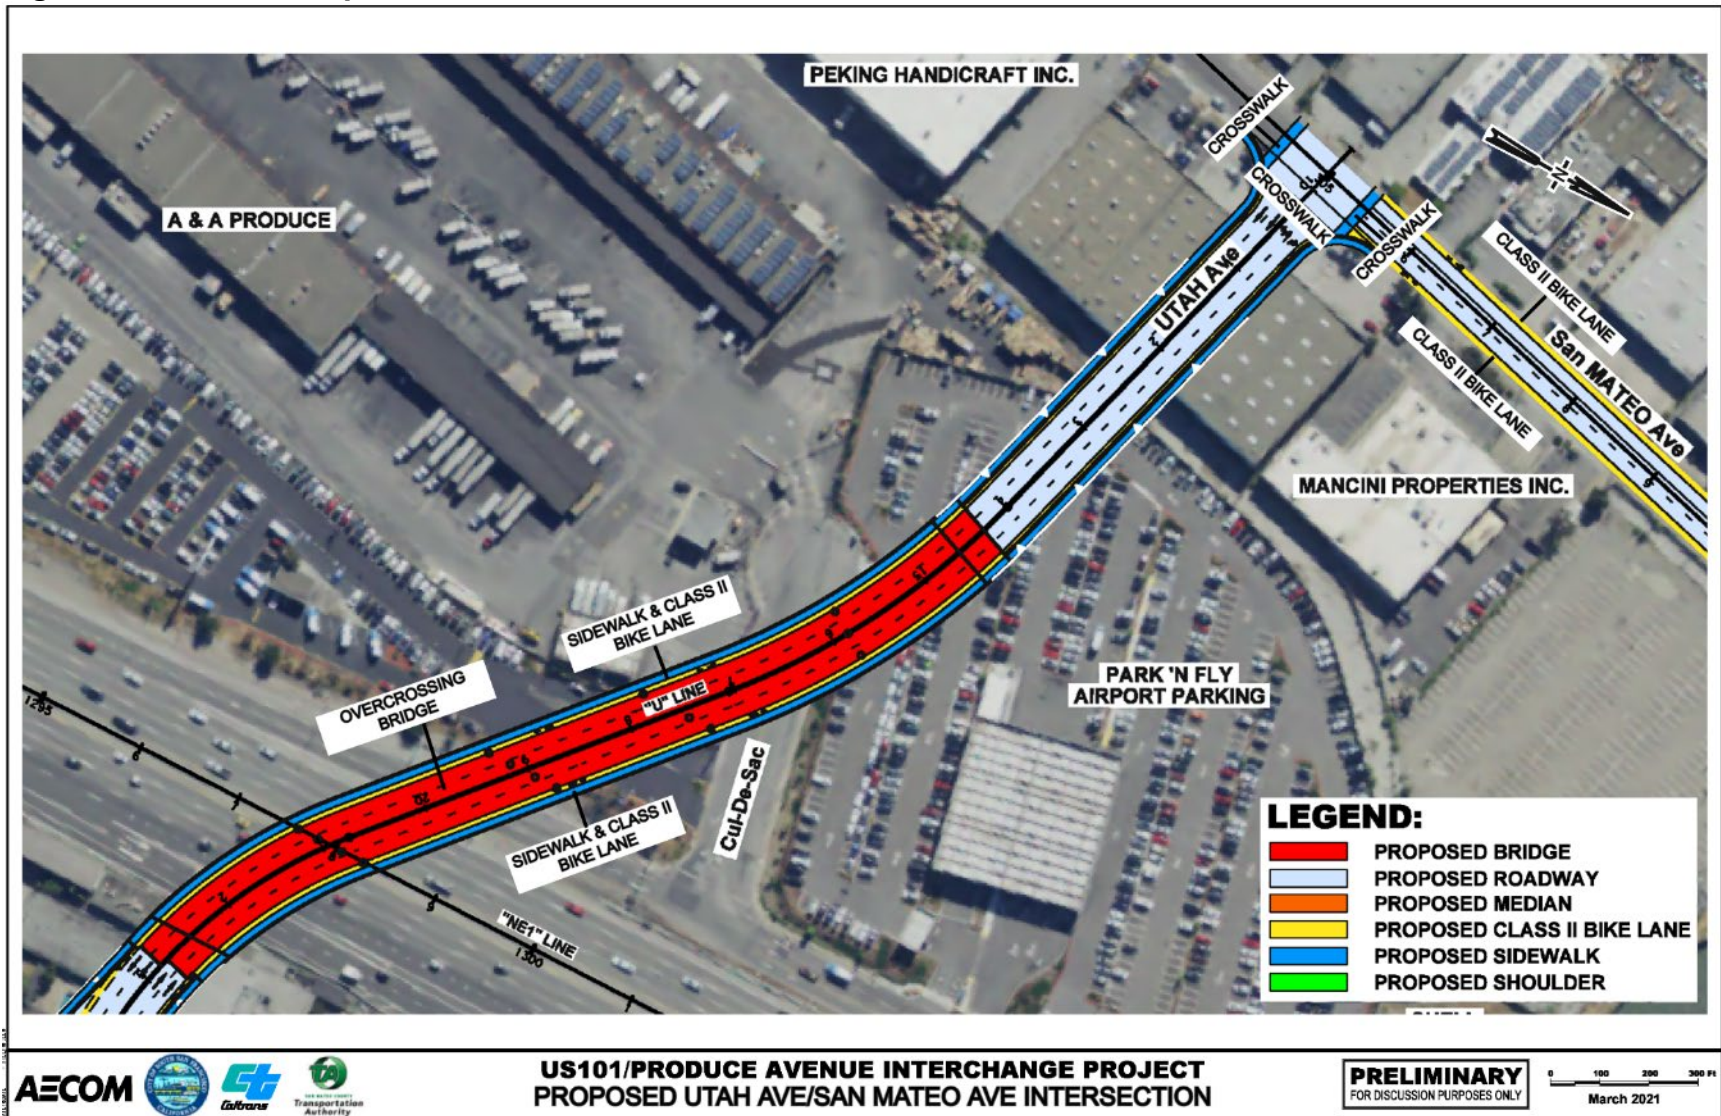 PEKING HANDICRAFT INC.
CROSSWALK
A & A PRODUCE
CROSSWALK
CROSSWALK
N
UTAH Ave
CLASS II BIKE LANE
San MATEO Ave
CLASS II BIKE LANE
MANCINI PROPERTIES INC.
SIDEWALK & CLASS II
BIKE LANE
OVERCROSSING
BRIDGE
"U" LINE
PARK 'N FLY
AIRPORT PARKING
1295
20
Cul-De-Sac
SIDEWALK & CLASS II
BIKE LANE
"NE1" LINE
1300
LEGEND:
PROPOSED BRIDGE
PROPOSED ROADWAY
PROPOSED MEDIAN
PROPOSED CLASS II BIKE LANE
PROPOSED SIDEWALK
PROPOSED SHOULDER
AECOM
Caltrans
SAN MATEO COUNTY
Transportation
Authority
US101/PRODUCE AVENUE INTERCHANGE PROJECT
PROPOSED UTAH AVE/SAN MATEO AVE INTERSECTION
PRELIMINARY
FOR DISCUSSION PURPOSES ONLY
0 100 200 300 Ft
March 2021